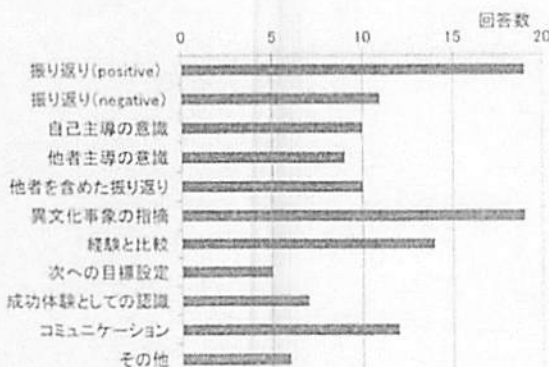 回答数
0 5 10 15 20
振り返り(positive)
振り返り(negative)
自己主導の意識
他者主導の意識
他者を含めた振り返り
異文化事象の指摘
経験と比較
次への目標設定
成功体験としての認識
コミュニケーション
その他